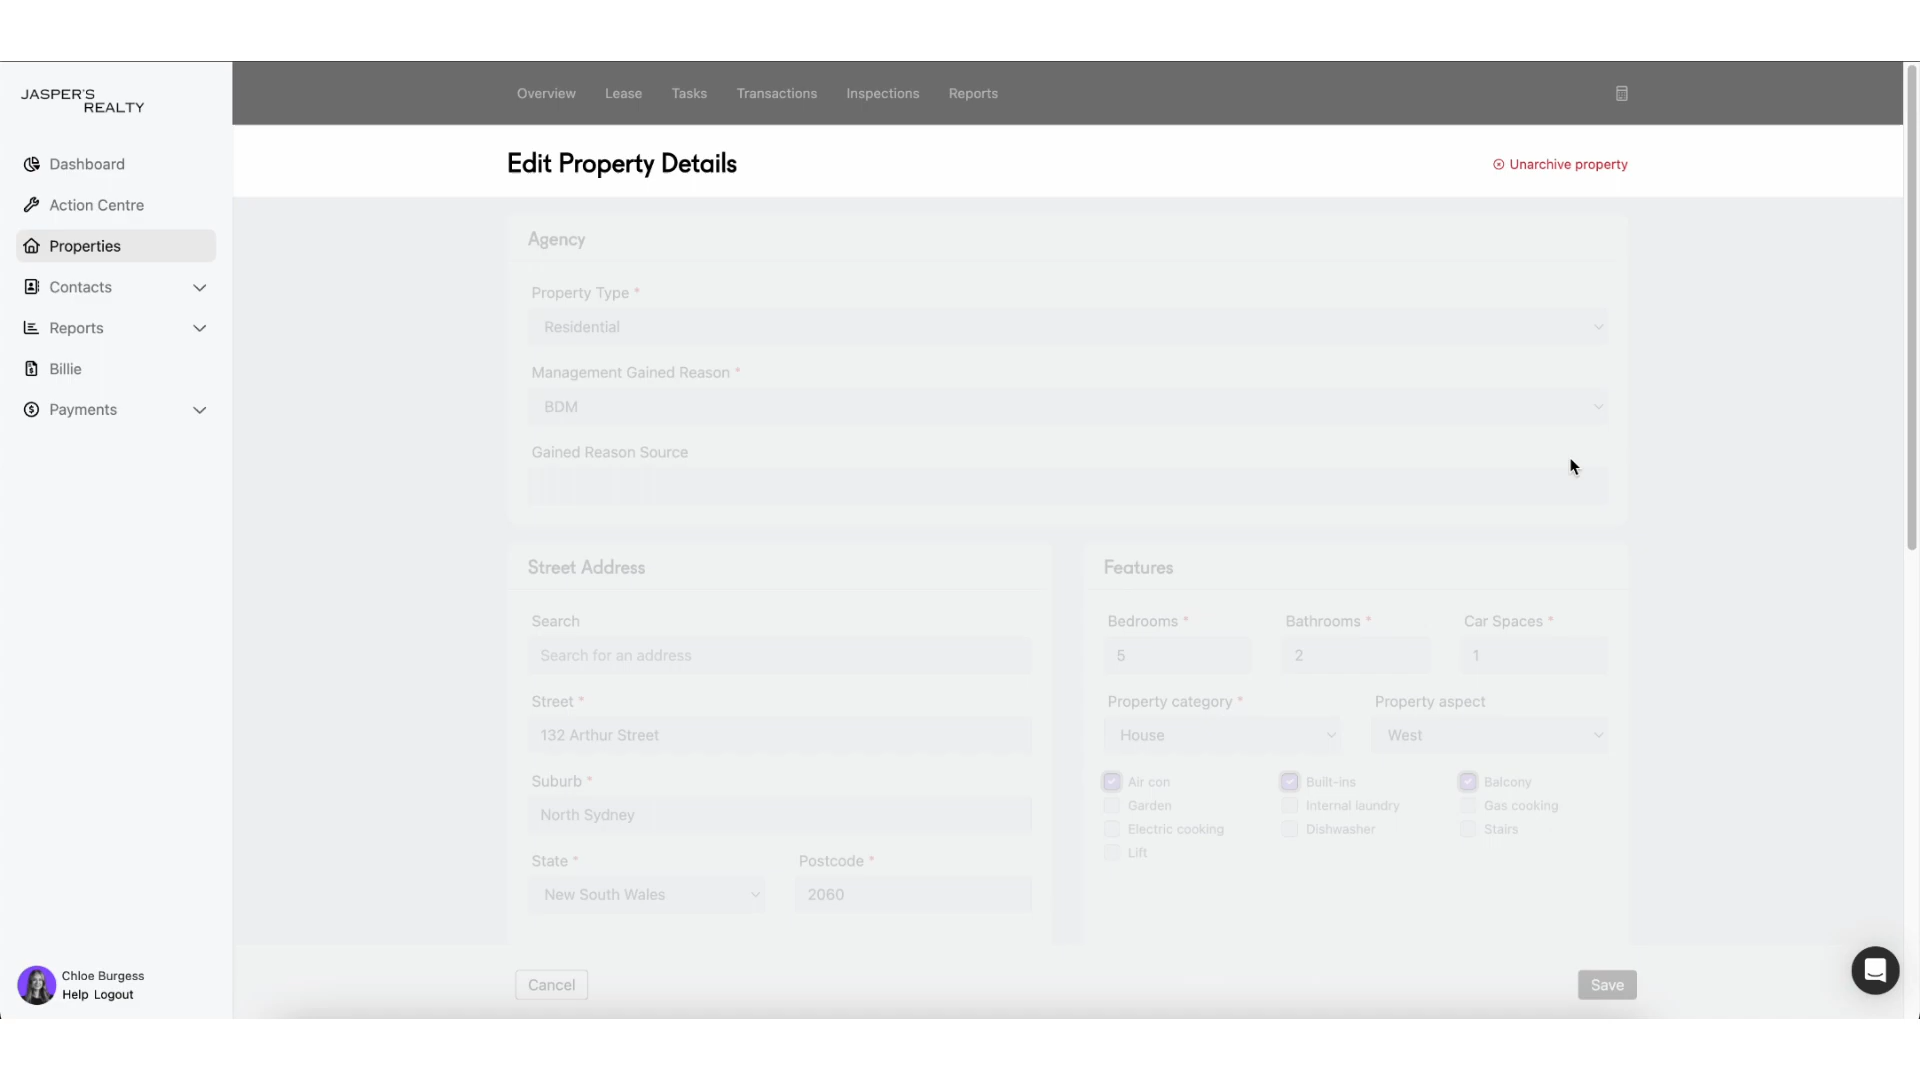 JASPER'S
REALTY
Dashboard
Action Centre
Properties
Contacts
Reports
Billie
Payments
Chloe Burgess
Help Logout
Overview Lease Tasks Transactions Inspections Reports
Edit Property Details
Unarchive property
Agency
Property Type *
Residential
Management Gained Reason *
BDM
Gained Reason Source
Street Address
Search
Search for an address
Street *
132 Arthur Street
Suburb *
North Sydney
State * Postcode *
New South Wales 2060
Features
Bedrooms * Bathrooms * Car Spaces *
5 2 1
Property category * Property aspect
House West
Air con Built-ins Balcony
Garden Internal laundry Gas cooking
Electric cooking Dishwasher Stairs
Lift
Cancel Save